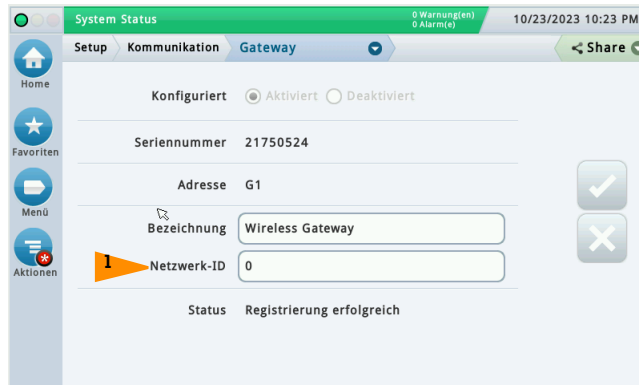 System Status
0 Warnung(en)
0 Alarm(e)
10/23/2023 10:23 PM
Setup Kommunikation Gateway
Share
Home
Favoriten
Menü
Aktionen
Konfiguriert Aktiviert Deaktiviert
Seriennummer 21750524
Adresse G1
Bezeichnung Wireless Gateway
1 Netzwerk-ID 0
Status Registrierung erfolgreich